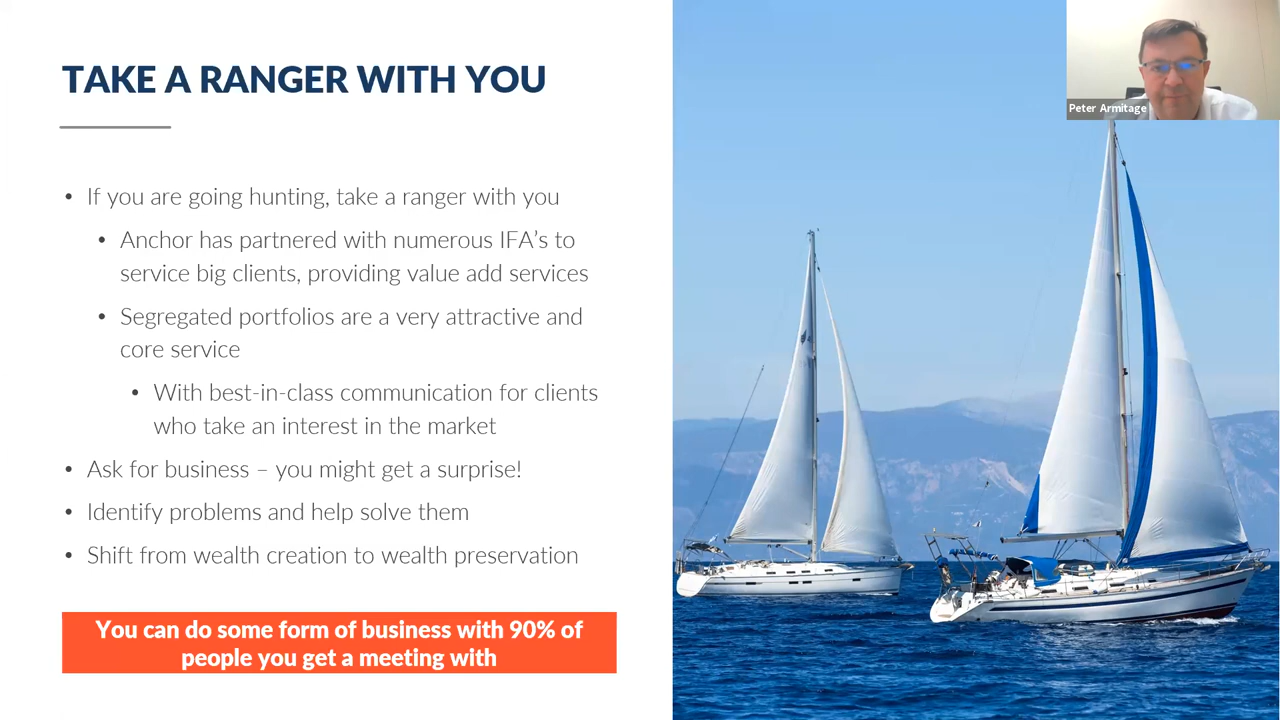 TAKE A RANGER WITH YOU
Peter Armitage
• If you are going hunting, take a ranger with you
• Anchor has partnered with numerous IFA’s to
service big clients, providing value add services
• Segregated portfolios are a very attractive and
core service
• With best-in-class communication for clients
who take an interest in the market
• Ask for business – you might get a surprise!
• Identify problems and help solve them
• Shift from wealth creation to wealth preservation
You can do some form of business with 90% of
people you get a meeting with